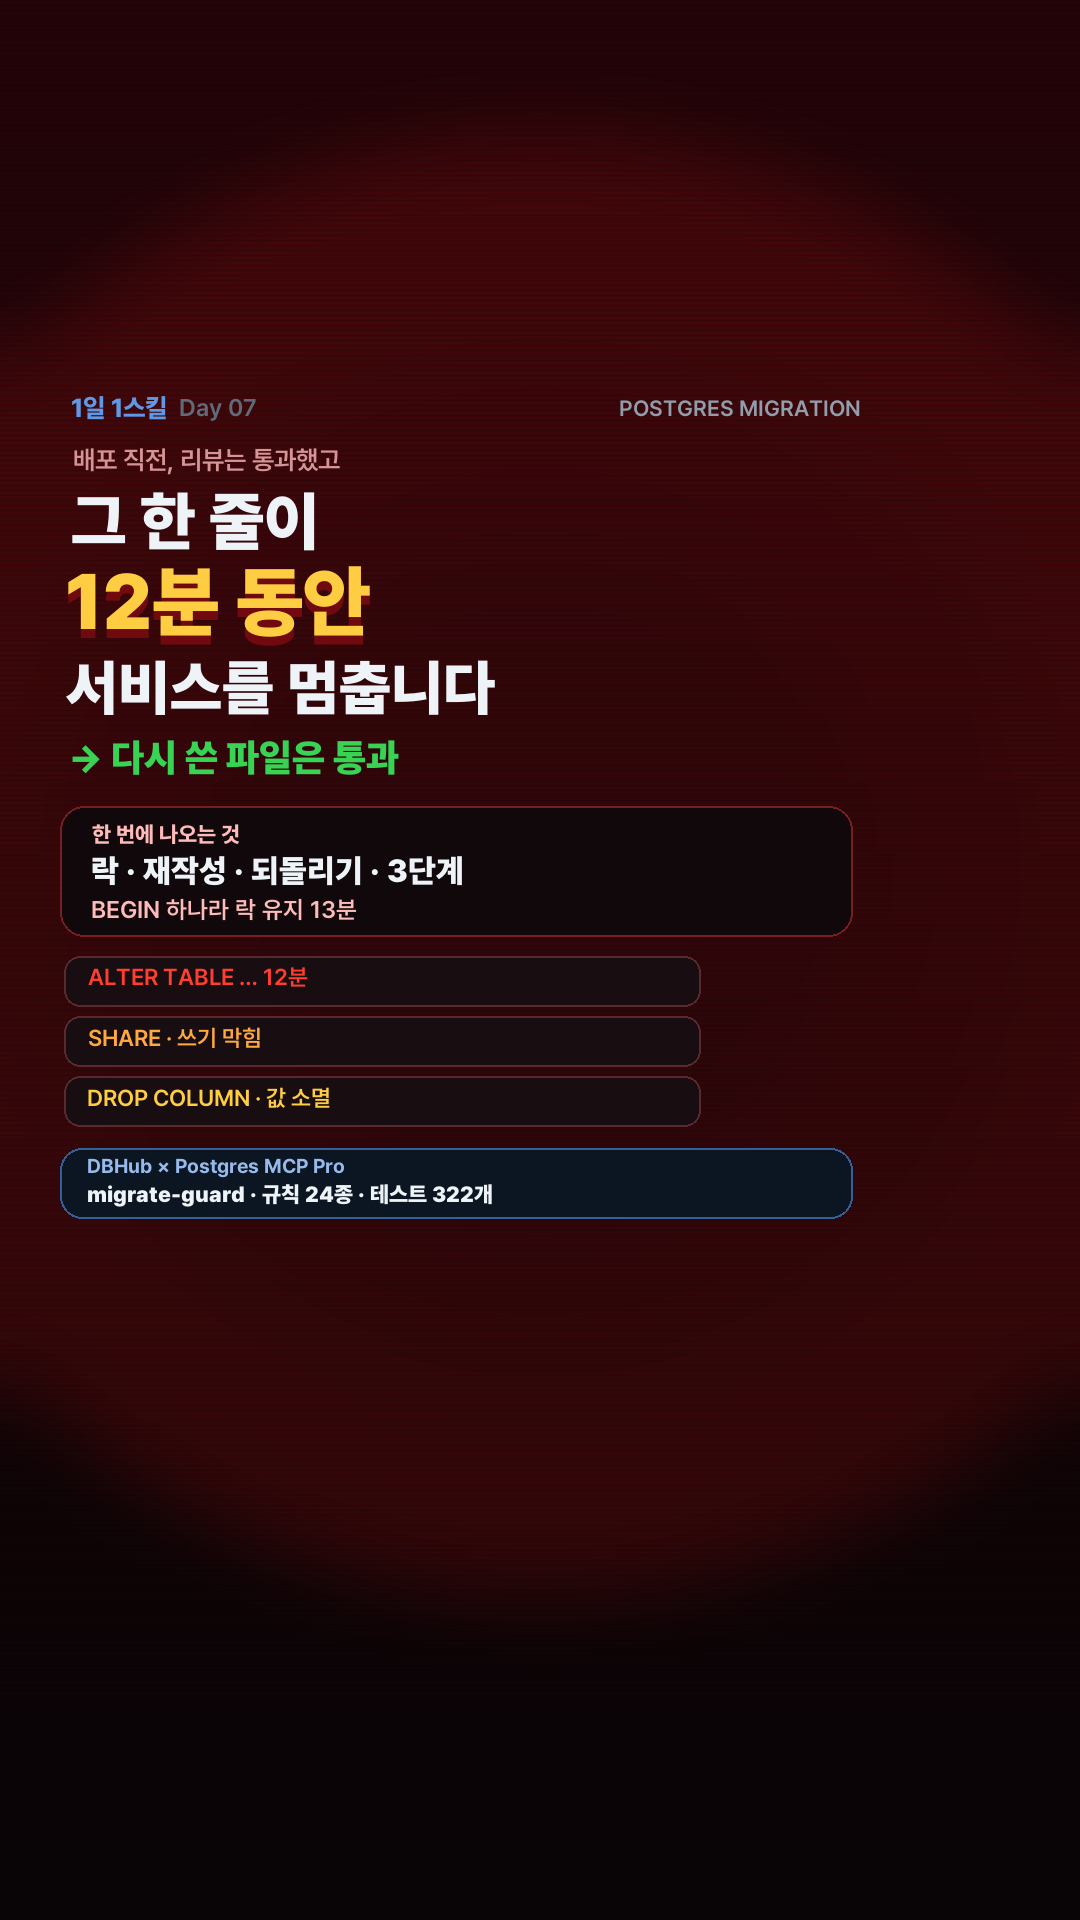 1일 1스킬 Day 07
POSTGRES MIGRATION
배포 직전, 리뷰는 통과했고
그 한 줄이
12분 동안
서비스를 멈춥니다
→ 다시 쓴 파일은 통과
한 번에 나오는 것
락 · 재작성 · 되돌리기 · 3단계
BEGIN 하나라 락 유지 13분
ALTER TABLE ... 12분
SHARE · 쓰기 막힘
DROP COLUMN · 값 소멸
DBHub × Postgres MCP Pro
migrate-guard · 규칙 24종 · 테스트 322개